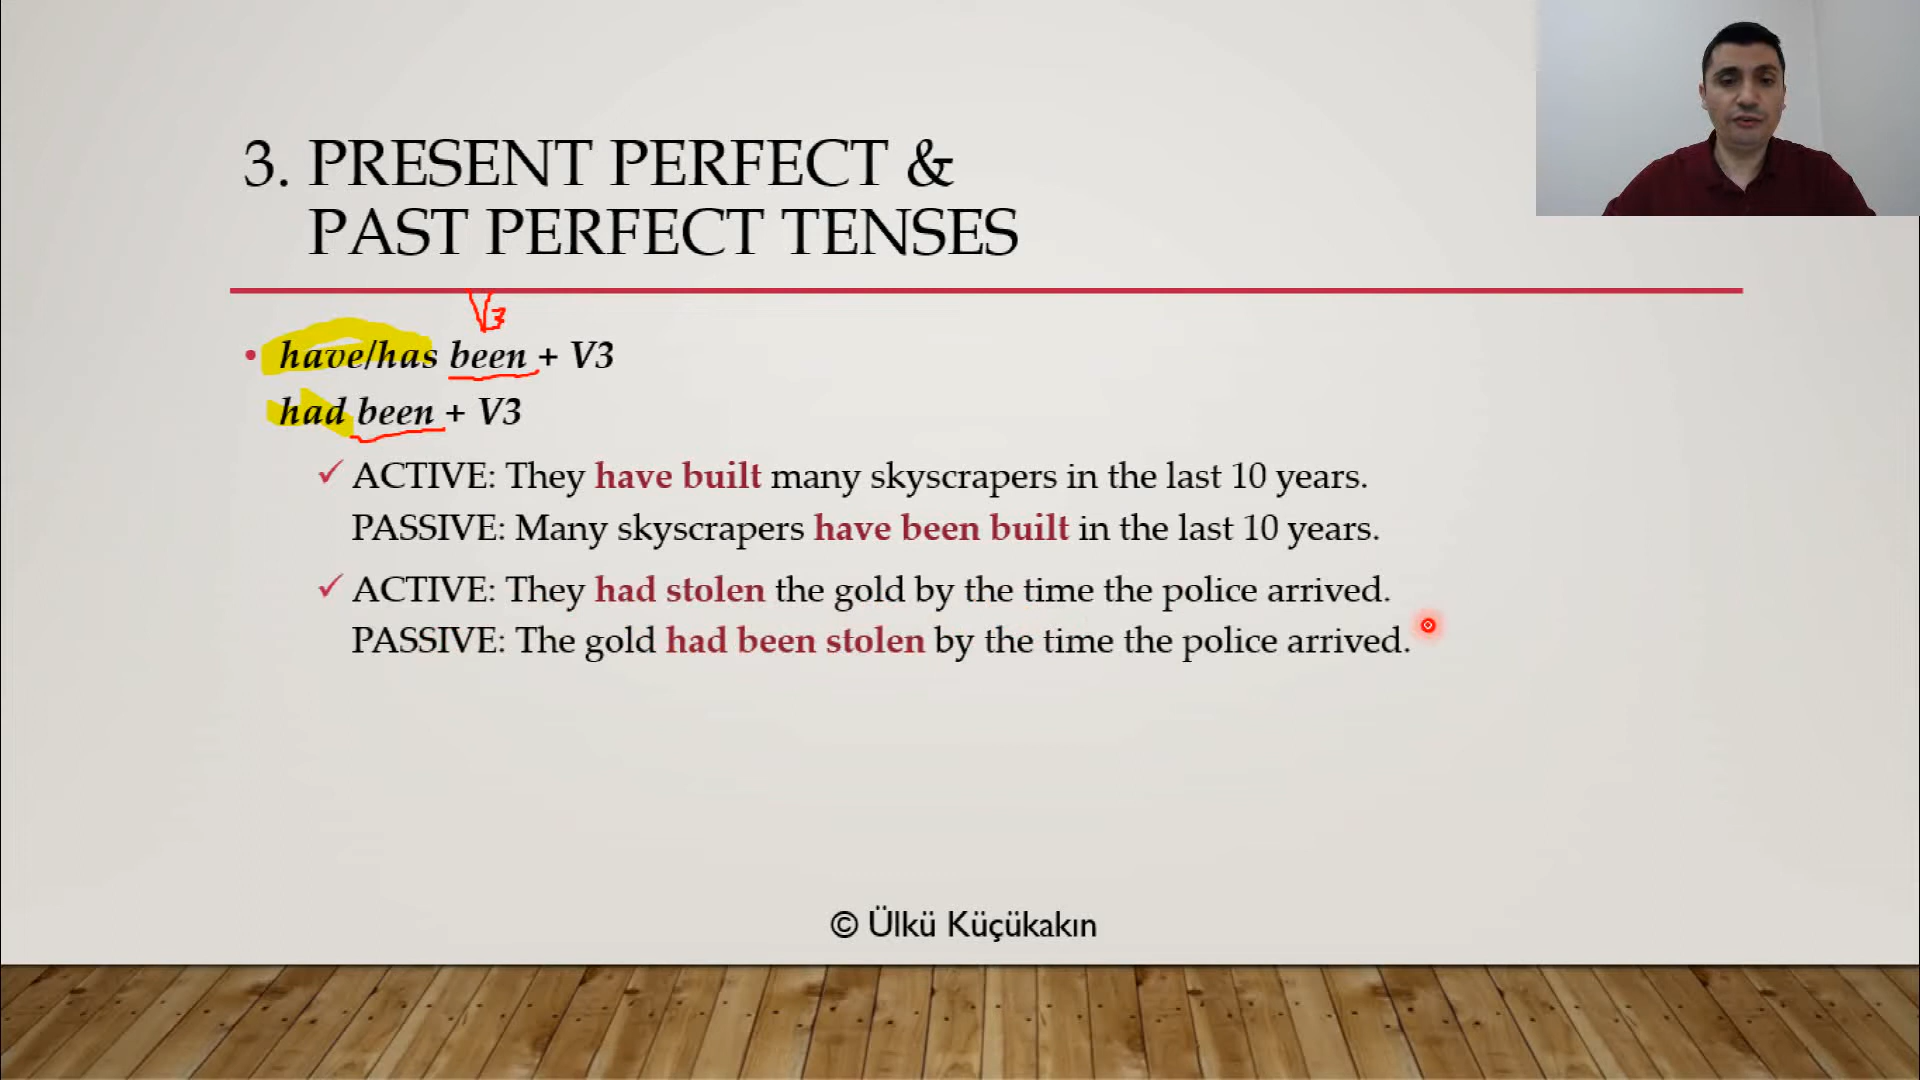 3. PRESENT PERFECT &
PAST PERFECT TENSES
V3
• have/has been + V3
had been + V3
✓ ACTIVE: They have built many skyscrapers in the last 10 years.
PASSIVE: Many skyscrapers have been built in the last 10 years.
✓ ACTIVE: They had stolen the gold by the time the police arrived.
PASSIVE: The gold had been stolen by the time the police arrived.
© Ülkü Küçükakın